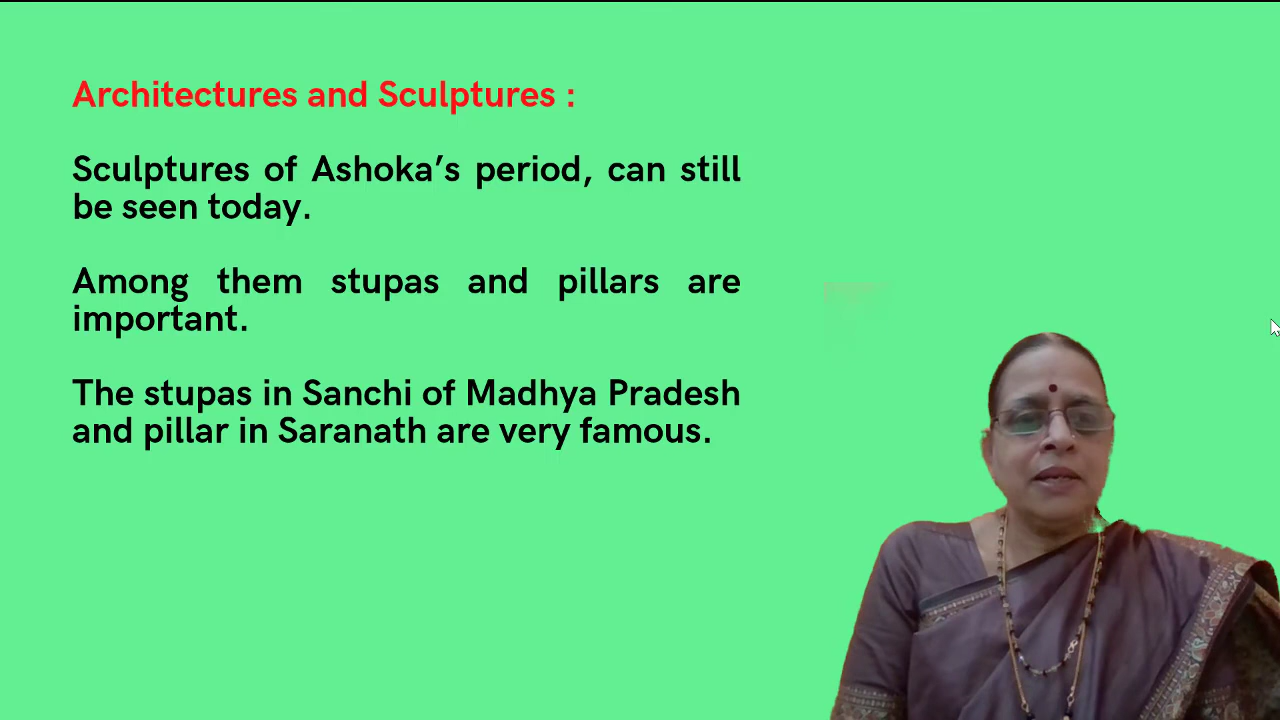 Architectures and Sculptures :
Sculptures of Ashoka’s period, can still
be seen today.
Among them stupas and pillars are
important.
The stupas in Sanchi of Madhya Pradesh
and pillar in Saranath are very famous.